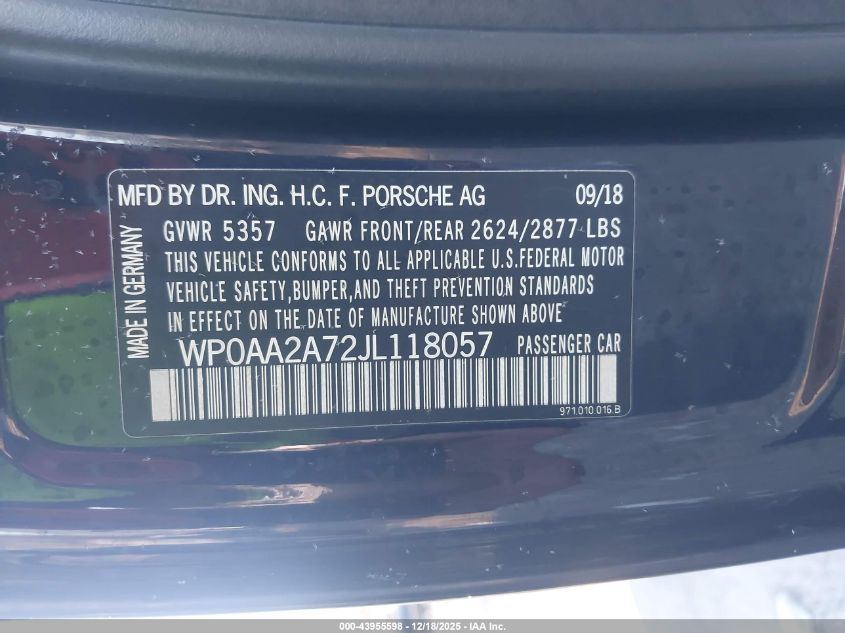 MFD BY DR. ING. H.C. F. PORSCHE AG 09/18
GVWR 5357 GAWR FRONT/REAR 2624/2877 LBS
THIS VEHICLE CONFORMS TO ALL APPLICABLE U.S.FEDERAL MOTOR
VEHICLE SAFETY,BUMPER,AND THEFT PREVENTION STANDARDS
IN EFFECT ON THE DATE OF MANUFACTURE SHOWN ABOVE
MADE IN GERMANY
WP0AA2A72JL118057 PASSENGER CAR
971.010.016.B
000-43955598 - 12/18/2025 - IAA Inc.